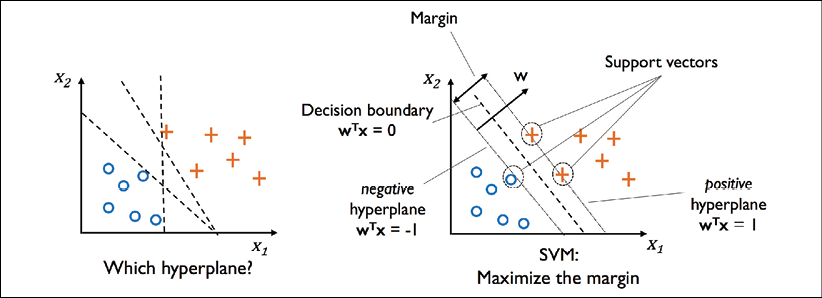 x₂
x₁
Which hyperplane?
Margin
x₂
w
Support vectors
Decision boundary
wᵀx = 0
negative
hyperplane
wᵀx = -1
positive
hyperplane
wᵀx = 1
x₁
SVM:
Maximize the margin